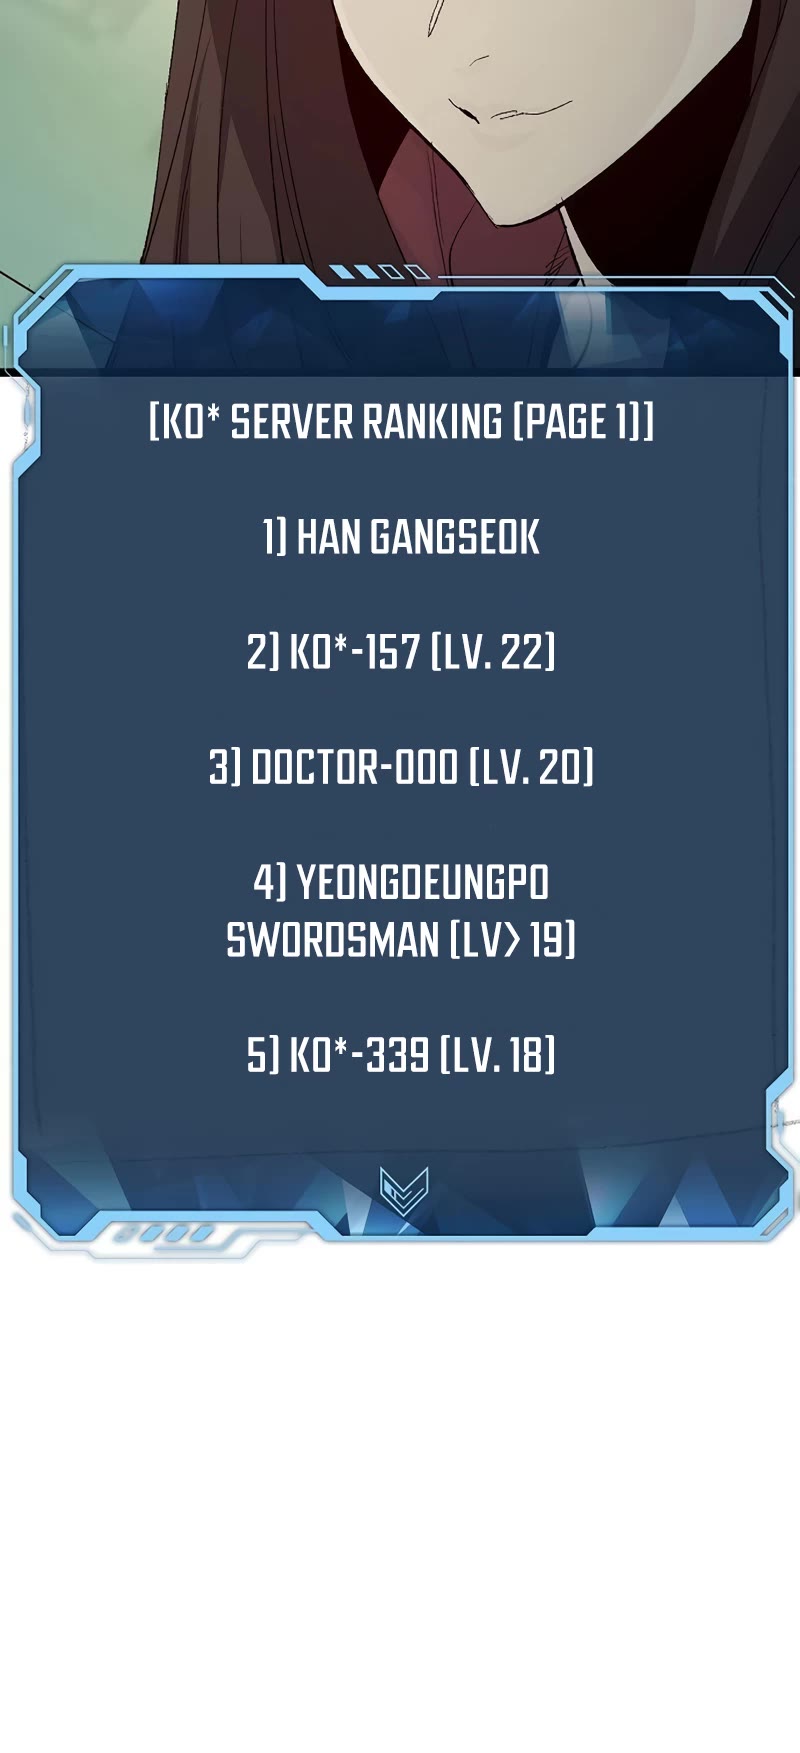 [KO* SERVER RANKING (PAGE 1)]
1) HAN GANGSEOK
2) KO*-157 [LV. 22]
3) DOCTOR-OOO [LV. 20]
4) YEONGDEUNGPO
SWORDSMAN [LV> 19]
5) KO*-339 [LV. 18]